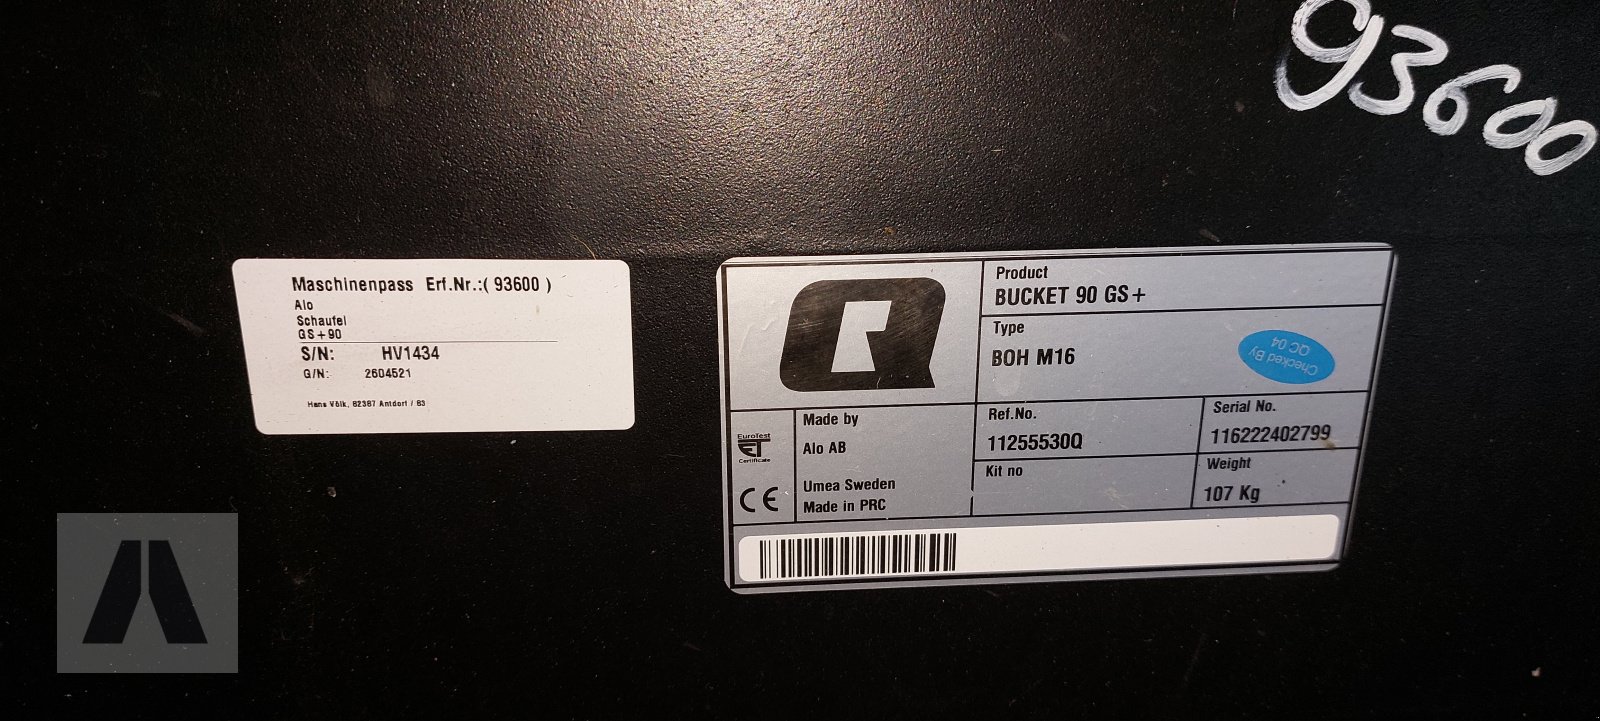 93600
Maschinenpass Erf.Nr.:( 93600 )
Alo
Schaufel
GS+90
S/N: HV1434
G/N: 2604521
Hans Völk, 82387 Antdorf / 83
Product
BUCKET 90 GS+
Type
BOH M16
Checked By
QC 04
Made by
Alo AB
Umea Sweden
Made in PRC
EuroTest
ET
Certificate
CE
Ref.No.
11255530Q
Serial No.
116222402799
Kit no
Weight
107 Kg